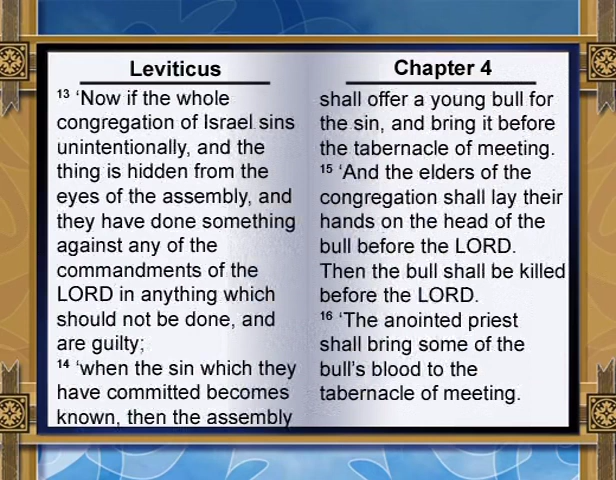 Leviticus
13 ‘Now if the whole
congregation of Israel sins
unintentionally, and the
thing is hidden from the
eyes of the assembly, and
they have done something
against any of the
commandments of the
LORD in anything which
should not be done, and
are guilty;
14 ‘when the sin which they
have committed becomes
known, then the assembly
Chapter 4
shall offer a young bull for
the sin, and bring it before
the tabernacle of meeting.
15 ‘And the elders of the
congregation shall lay their
hands on the head of the
bull before the LORD.
Then the bull shall be killed
before the LORD.
16 ‘The anointed priest
shall bring some of the
bull’s blood to the
tabernacle of meeting.